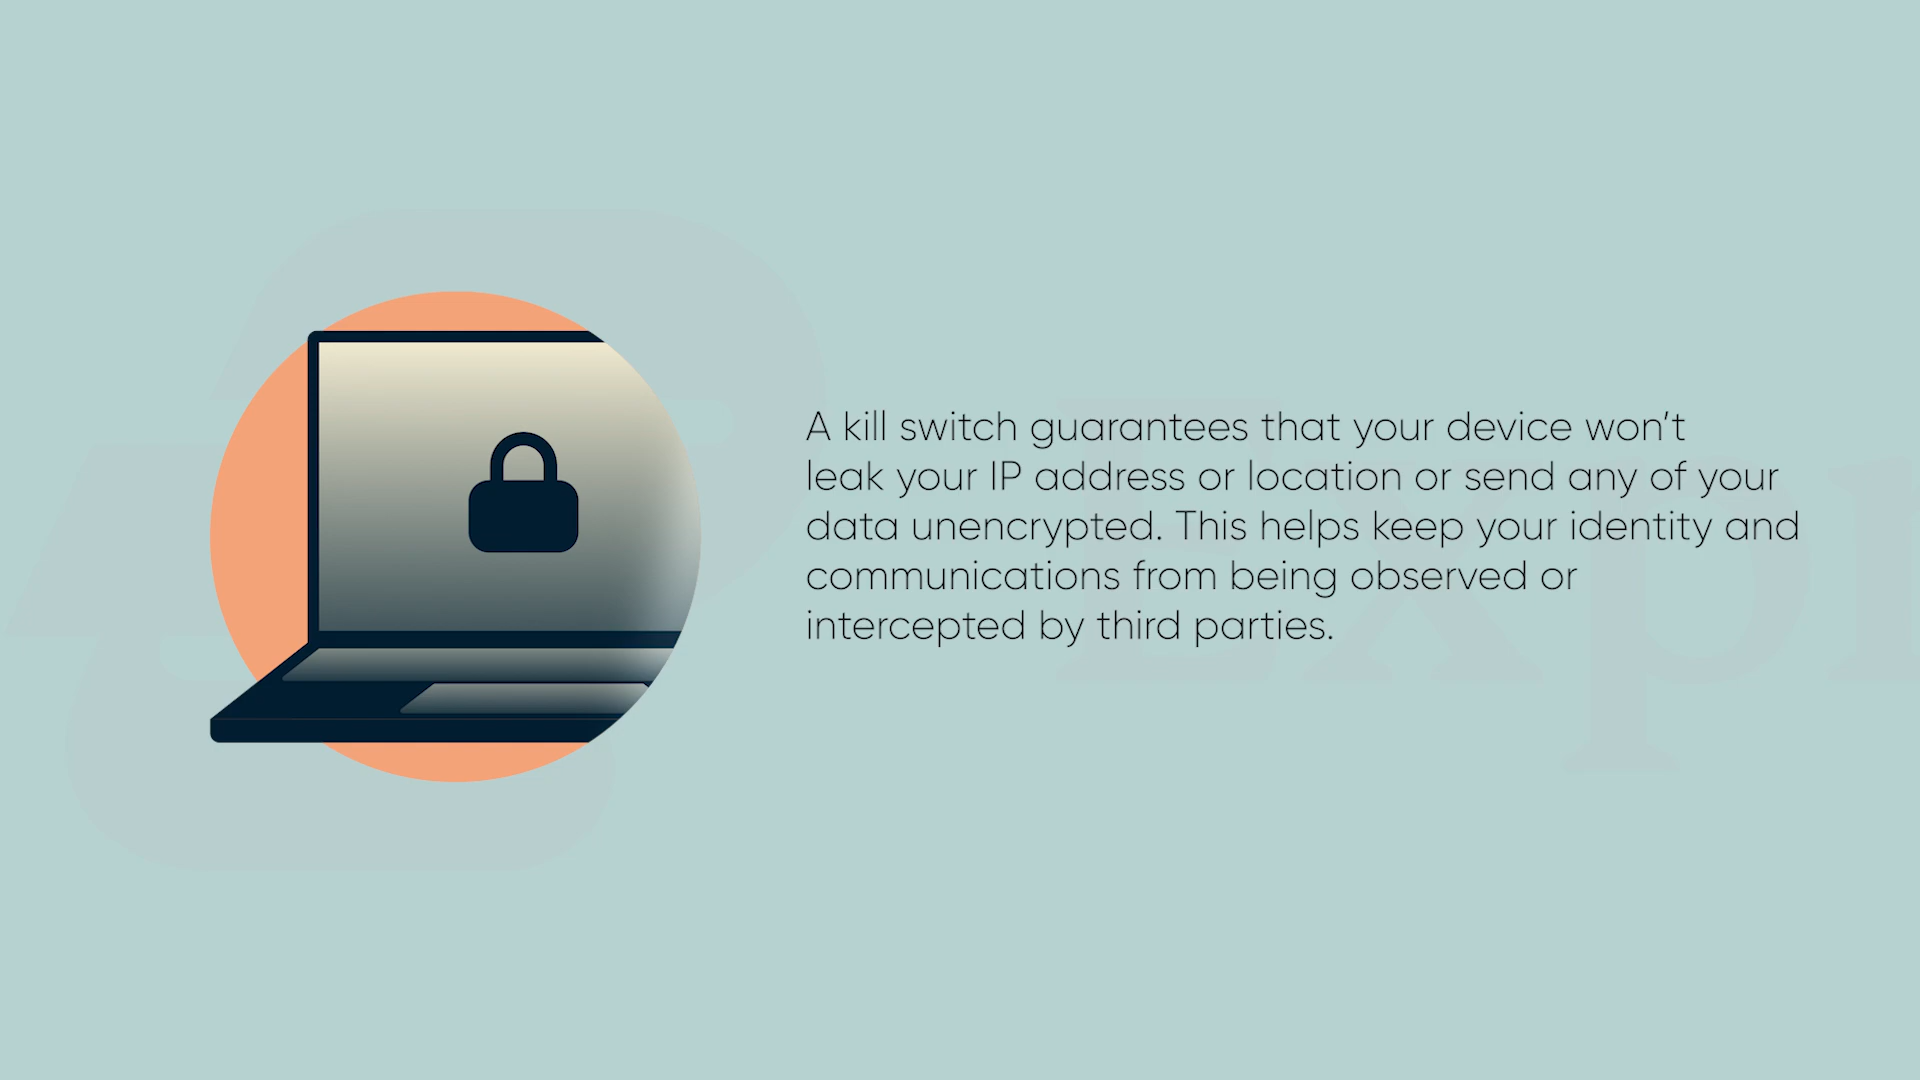 A kill switch guarantees that your device won’t
leak your IP address or location or send any of your
data unencrypted. This helps keep your identity and
communications from being observed or
intercepted by third parties.
Expr